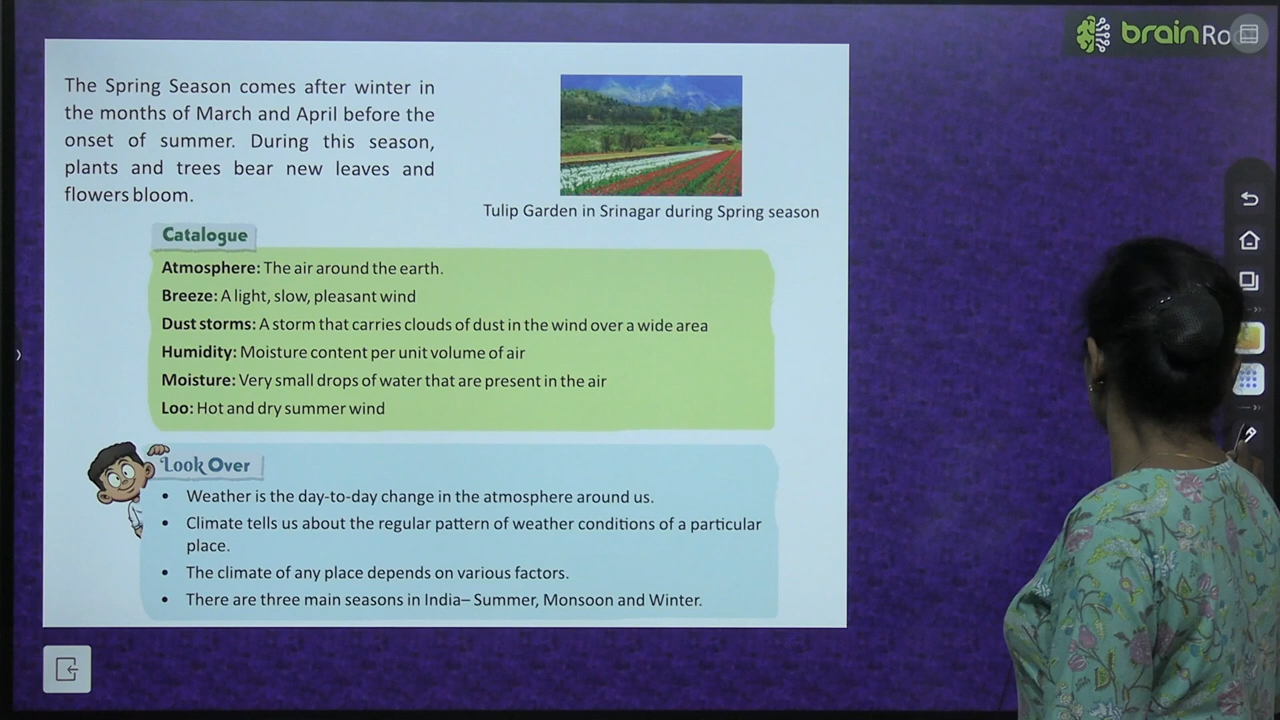 brainRo
The Spring Season comes after winter in
the months of March and April before the
onset of summer. During this season,
plants and trees bear new leaves and
flowers bloom.
Tulip Garden in Srinagar during Spring season
Catalogue
Atmosphere: The air around the earth.
Breeze: A light, slow, pleasant wind
Dust storms: A storm that carries clouds of dust in the wind over a wide area
Humidity: Moisture content per unit volume of air
Moisture: Very small drops of water that are present in the air
Loo: Hot and dry summer wind
Look Over
• Weather is the day-to-day change in the atmosphere around us.
• Climate tells us about the regular pattern of weather conditions of a particular
place.
• The climate of any place depends on various factors.
• There are three main seasons in India– Summer, Monsoon and Winter.